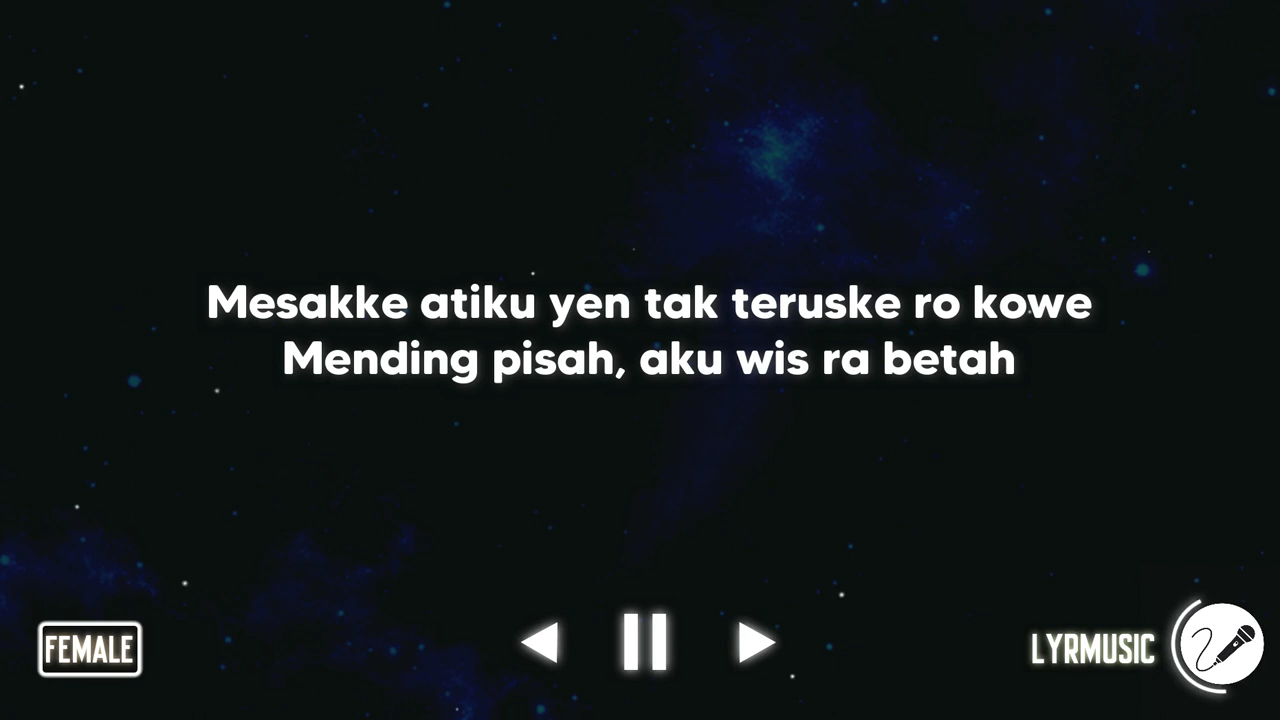 Mesakke atiku yen tak teruske ro kowe
Mending pisah, aku wis ra betah
FEMALE
LYRMUSIC